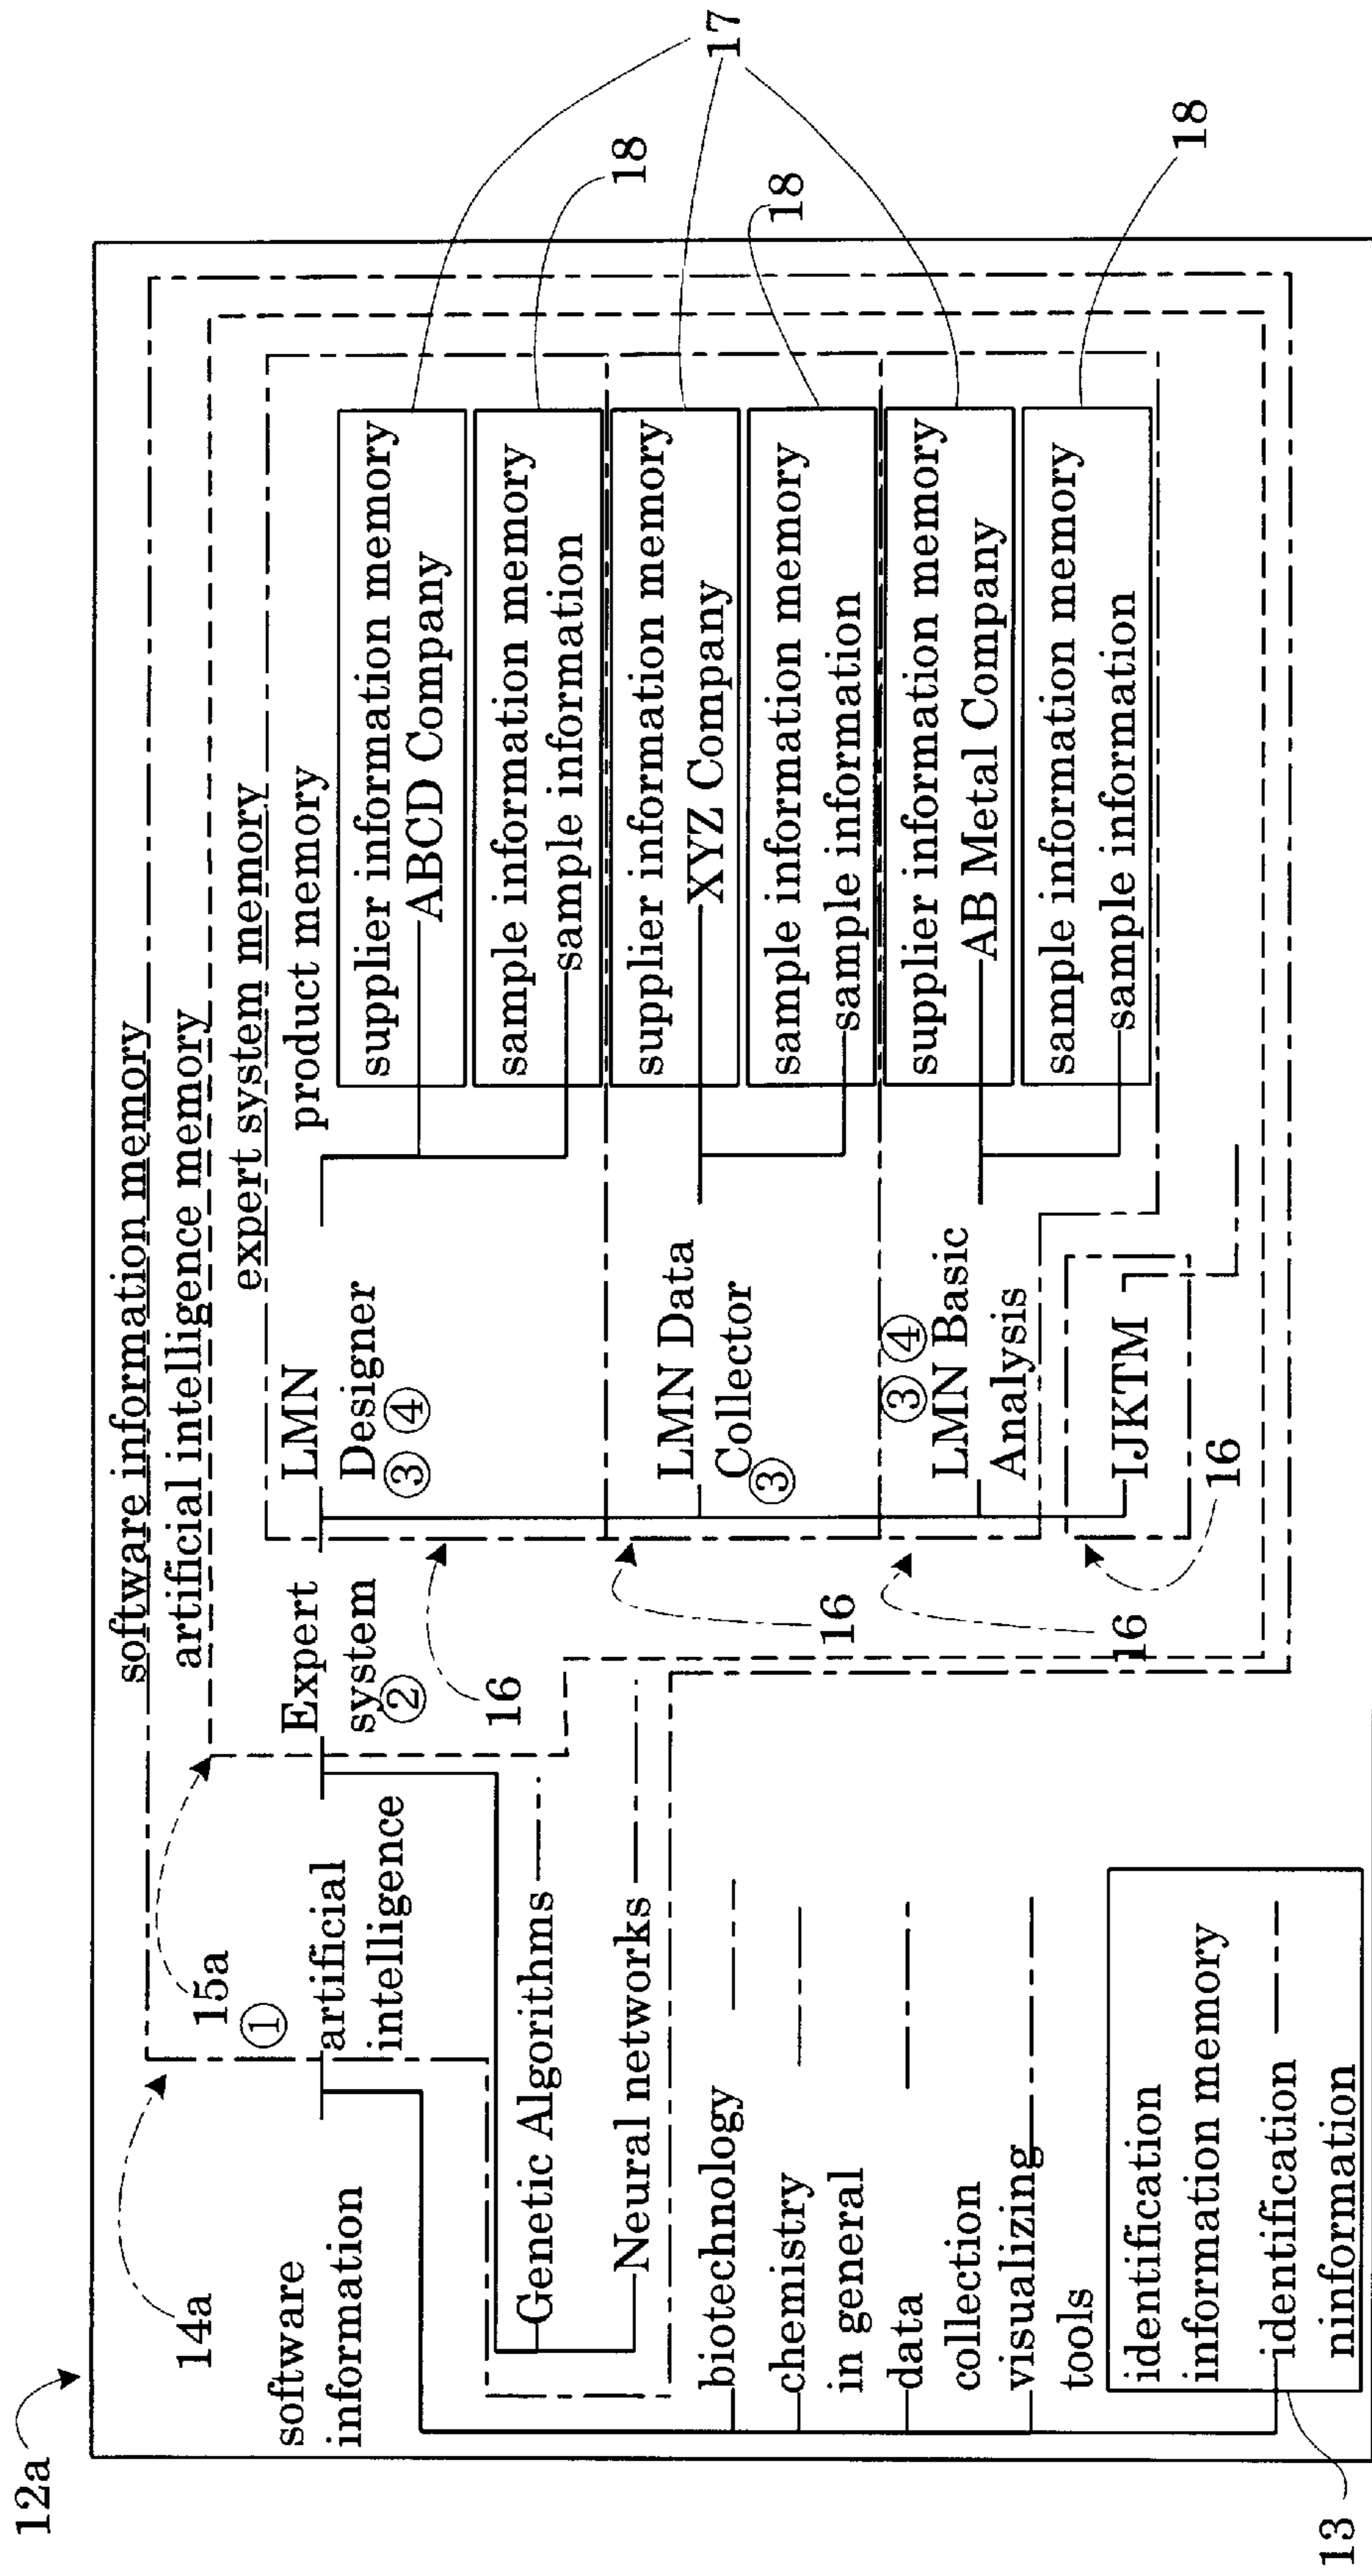 12a
14a
15a
software information memory
artificial intelligence memory
expert system memory
product memory
software
information
①
artificial
intelligence
Expert
system
②
LMN
Designer
③ ④
supplier information memory
ABCD Company
17
sample information memory
sample information
18
16
Genetic Algorithms
Neural networks
LMN Data
Collector
③
supplier information memory
XYZ Company
sample information memory
sample information
18
16
biotechnology
chemistry
in general
data
collection
visualizing
tools
③ ④
LMN Basic
Analysis
supplier information memory
AB Metal Company
sample information memory
sample information
18
16
IJKTM
16
identification
information memory
identification
ninformation
13